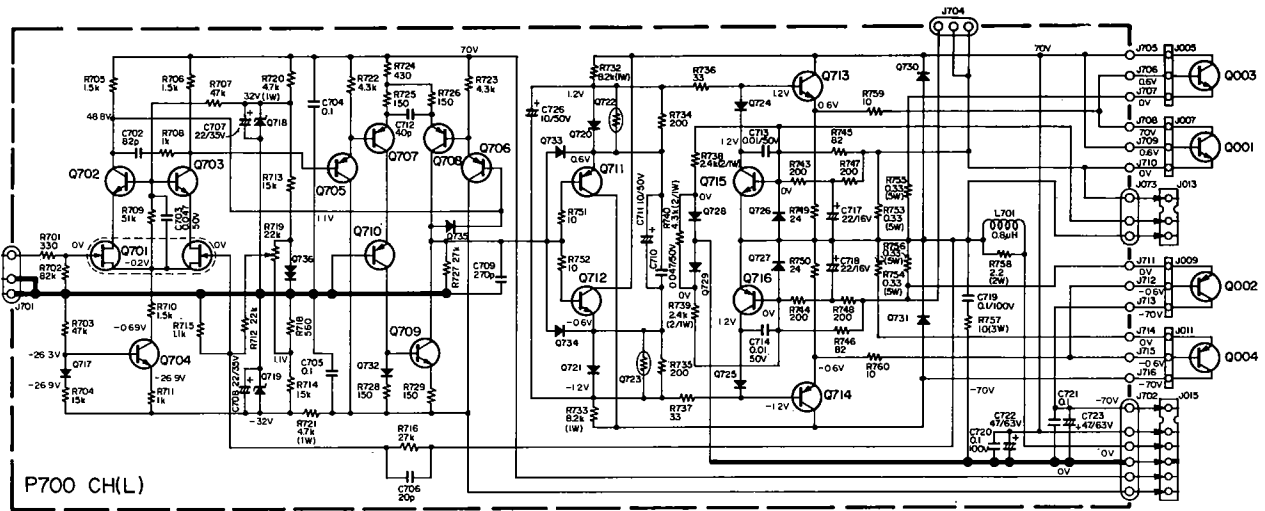 J704
R705
1.5k
R706
1.5k
R707
47k
R720
4.7k
(1W)
32V
C704
0.1
R722
4.3k
R724
430
R725
150
R726
150
70V
R723
4.3k
R732
8.2k(1W)
1.2V
Q722
R736
33
Q713
Q730
70V
J705
J005
J706
0.6V
J707
0V
Q003
48.8V
C702
82p
R708
1k
C707
22/35V
Q718
C712
40p
C726
10/50V
Q720
R734
200
1.2V
Q724
0.6V
R759
10
J708
70V
J007
J709
0.6V
J710
0V
Q001
Q702
Q703
R713
15k
Q705
Q707
Q708
Q706
Q733
0.6V
Q711
1.2V
C713
0.01/50V
R745
82
R738
2.4k(2/1W)
Q715
R743
200
R747
200
0V
R755
0.33
(5W)
J073
J013
R709
51k
C703
0.047
50V
1.1V
R719
22k
Q735
R751
10
C711 10/50V
R740
4.3k(2/1W)
Q728
Q726
R749
24
C717
22/16V
R753
0.33
(5W)
L701
0.8μH
R701
330
0V
Q701
-0.2V
0V
Q710
R727 27k
R702
82k
Q736
C709
270p
R752
10
C710
0.047/50V
Q727
R750
24
C718
22/16V
R756
0.33
(5W)
R754
0.33
(5W)
R758
2.2
(2W)
J711
0V
J009
J712
-0.6V
J713
-70V
Q002
J701
Q712
0V
Q729
Q716
0V
C719
0.1/100V
R710
1.5k
R715
1.1k
R712 22k
R718
560
-0.6V
R739
2.4k
(2/1W)
1.2V
R744
200
R748
200
Q731
R757
10(3W)
R703
47k
-0.69V
Q709
Q734
C714
0.01
50V
R746
82
J714
0V
J011
J715
-0.6V
J716
-70V
Q004
-26.3V
Q704
1.1V
C705
0.1
Q732
R735
200
R760
10
Q717
-26.9V
-26.9V
C708 22/35V
Q719
R714
15k
R728
150
R729
150
Q721
-1.2V
Q723
Q725
-0.6V
Q714
-70V
R704
15k
R711
1k
-32V
R721
4.7k
(1W)
R733
8.2k
(1W)
R737
33
-1.2V
C721
0.1
-70V
J702
J015
R716
27k
C720
0.1
100V
C722
47/63V
C723
47/63V
0V
0V
C706
20p
70V
P700 CH(L)